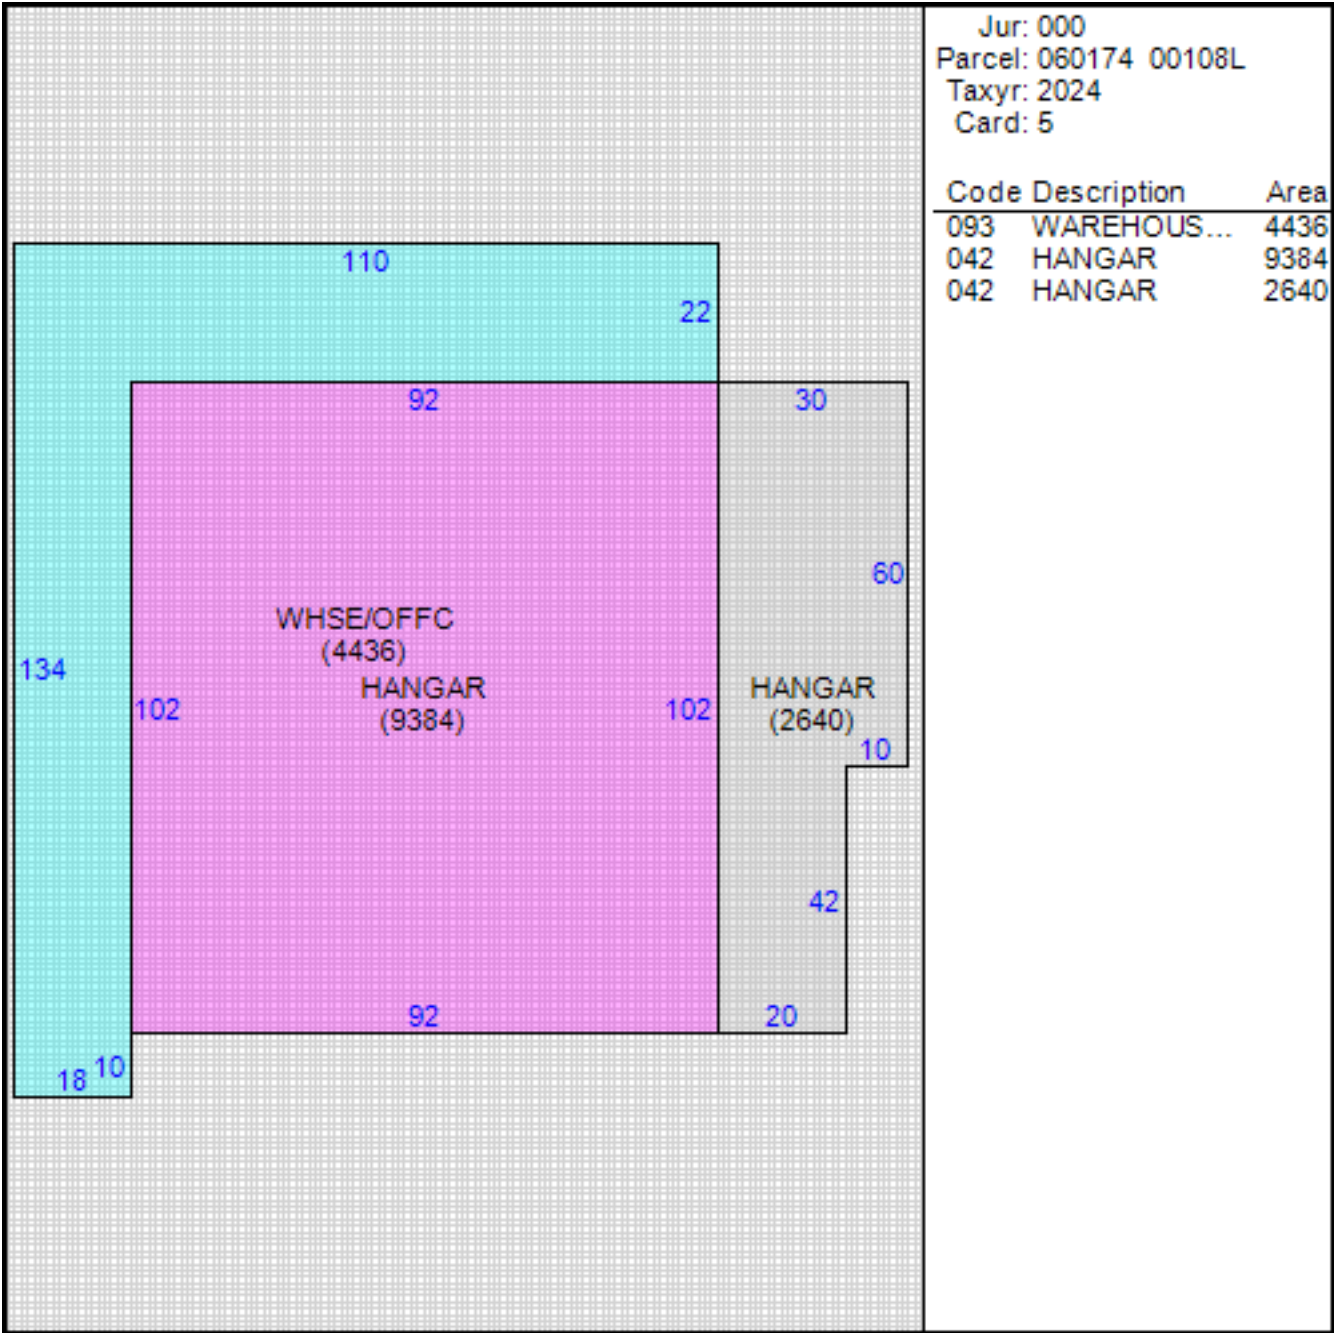 Jur: 000
Parcel: 060174 00108L
Taxyr: 2024
Card: 5
Code Description Area
093 WAREHOUS... 4436
042 HANGAR 9384
042 HANGAR 2640
110
22
92
30
60
WHSE/OFFC
(4436)
134
HANGAR
(9384)
HANGAR
(2640)
102
102
10
42
92
20
18
10